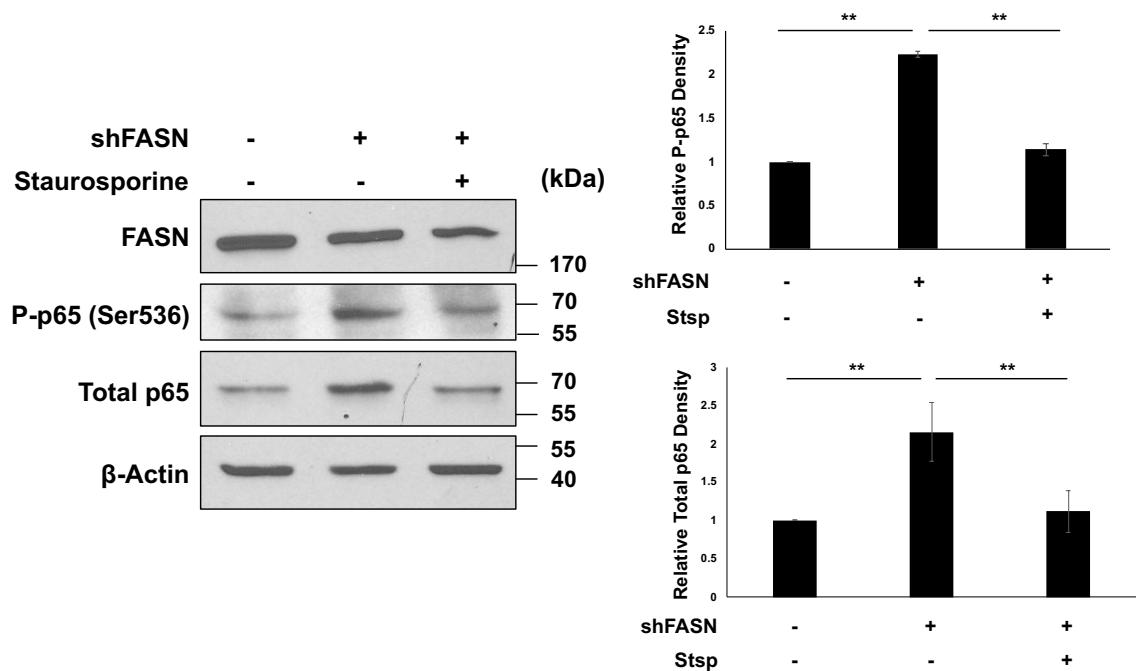 shFASN - + +
Staurosporine - - + (kDa)
FASN
170
P-p65 (Ser536)
70
55
Total p65
70
55
β-Actin
55
40
** **
Relative P-p65 Density
2.5
2
1.5
1
0.5
0
shFASN - + +
Stsp - - +
** **
Relative Total p65 Density
3
2.5
2
1.5
1
0.5
0
shFASN - + +
Stsp - - +